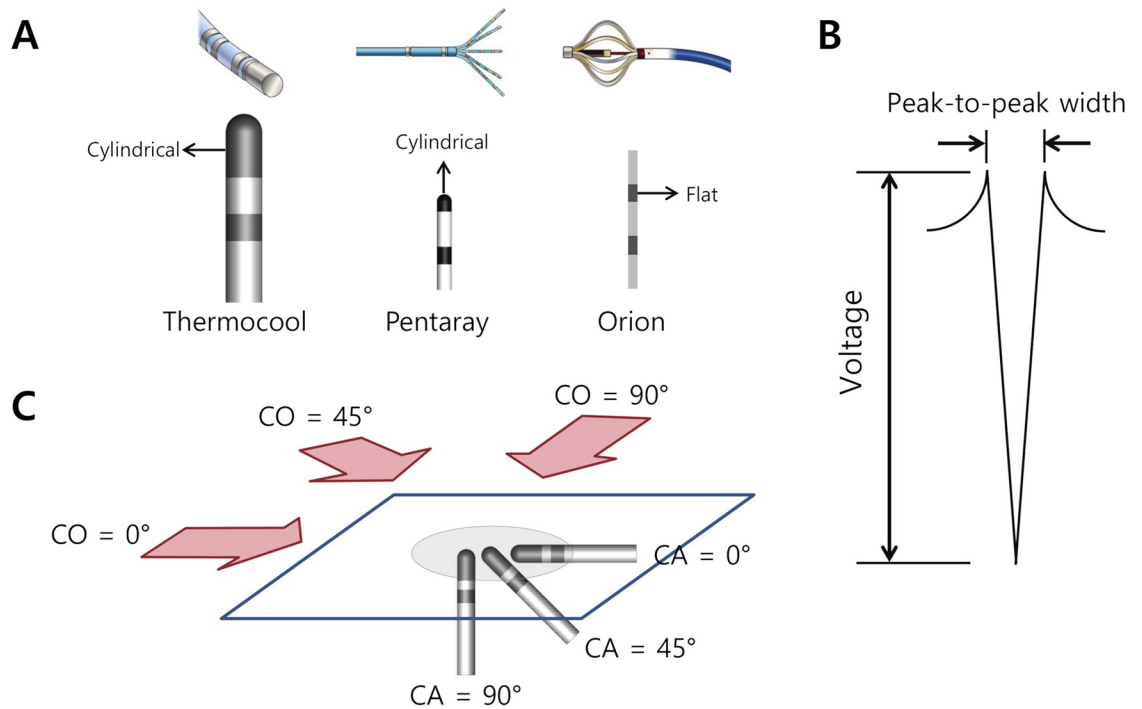 A
Cylindrical
Thermocool
Cylindrical
Pentaray
Flat
Orion
B
Peak-to-peak width
Voltage
C
CO = 0°
CO = 45°
CO = 90°
CA = 0°
CA = 45°
CA = 90°